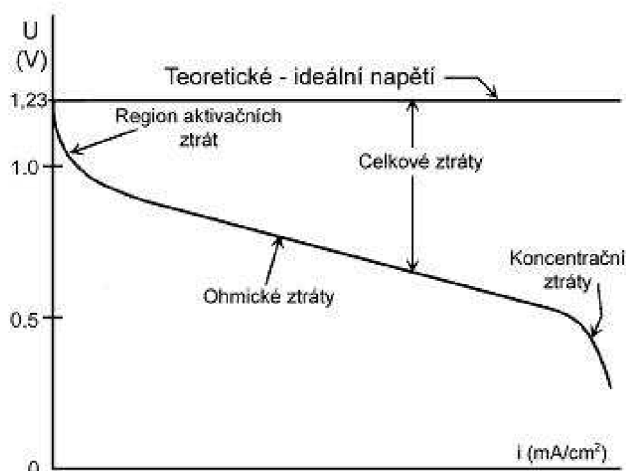 U
(V)
Teoretické - ideální napětí
1,23
Region aktivačních
ztrát
1.0
Celkové ztráty
Koncentrační
ztráty
Ohmické ztráty
0.5
0
i (mA/cm²)